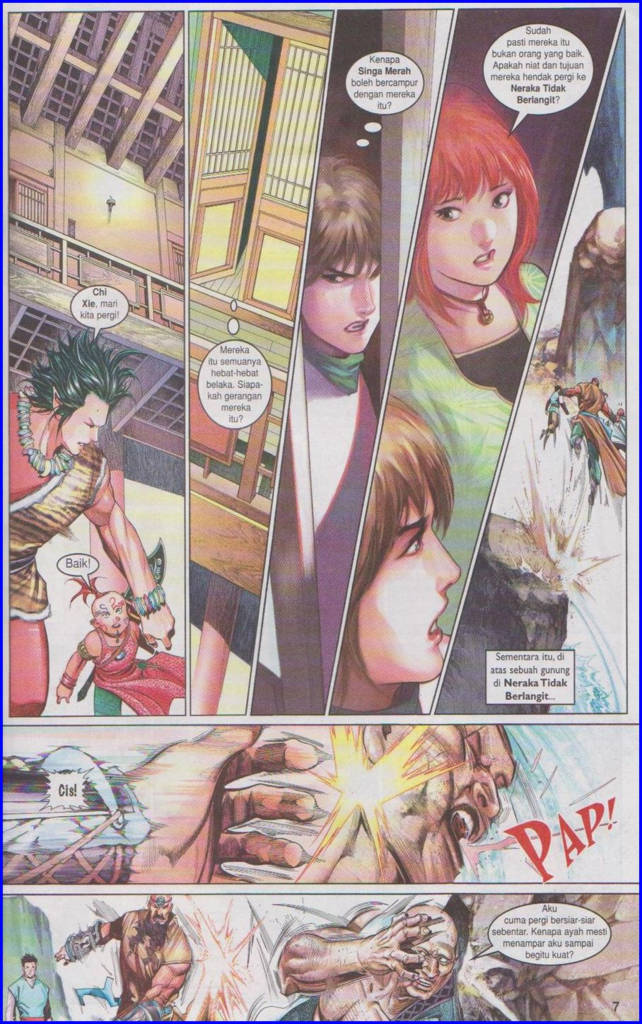 Chi
Xie, mari
kita pergi!
Baik!
Mereka
itu semuanya
hebat-hebat
belaka. Siapa-
kah gerangan
mereka
itu?
Kenapa
Singa Merah
boleh bercampur
dengan mereka
itu?
Sudah
pasti mereka itu
bukan orang yang baik.
Apakah niat dan tujuan
mereka hendak pergi ke
Neraka Tidak
Berlangit?
Sementara itu, di
atas sebuah gunung
di Neraka Tidak
Berlangit...
Cis!
PAP!
Aku
cuma pergi bersiar-siar
sebentar. Kenapa ayah mesti
menampar aku sampai
begitu kuat?
7